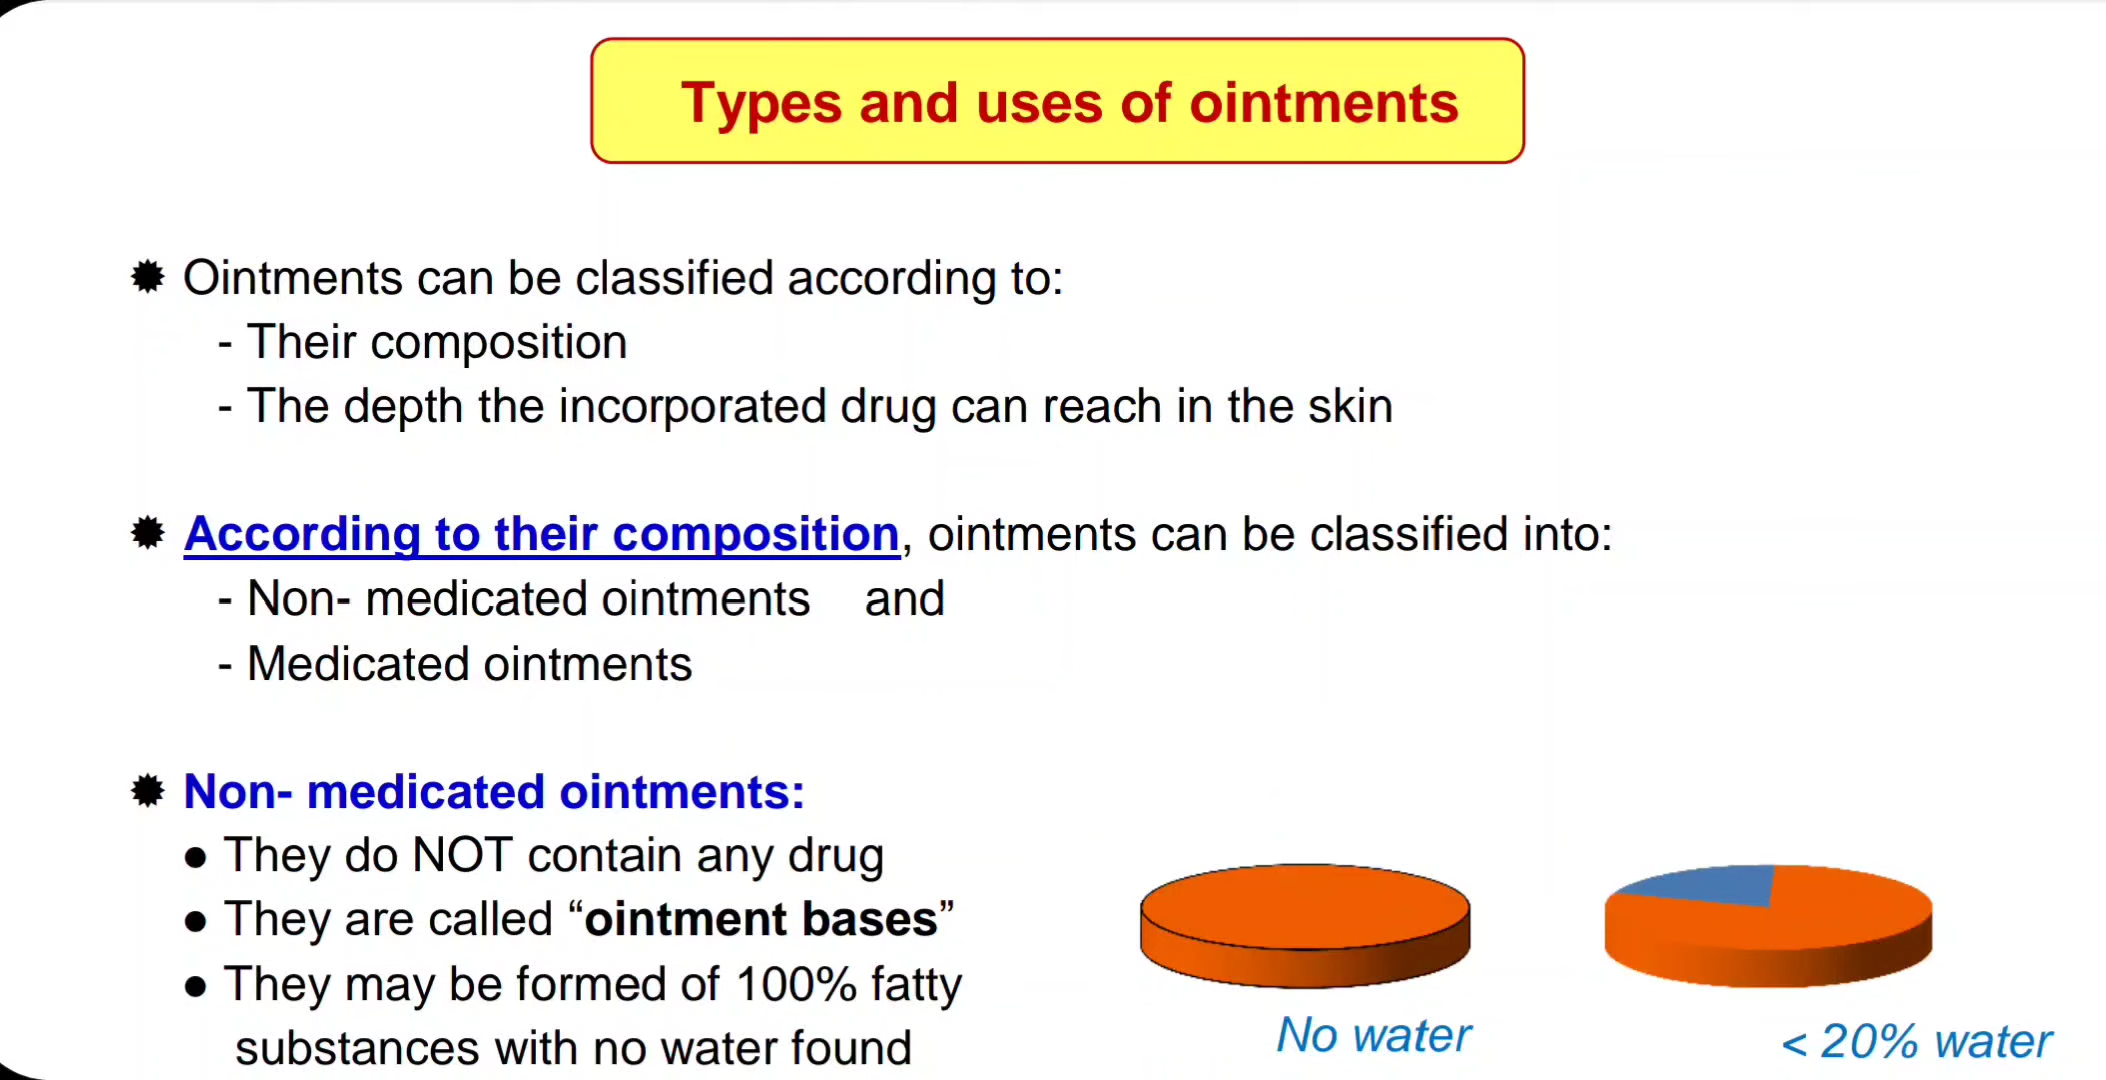 Types and uses of ointments
✹ Ointments can be classified according to:
- Their composition
- The depth the incorporated drug can reach in the skin
✹ According to their composition, ointments can be classified into:
- Non- medicated ointments and
- Medicated ointments
✹ Non- medicated ointments:
● They do NOT contain any drug
● They are called “ointment bases”
● They may be formed of 100% fatty
substances with no water found
No water
< 20% water